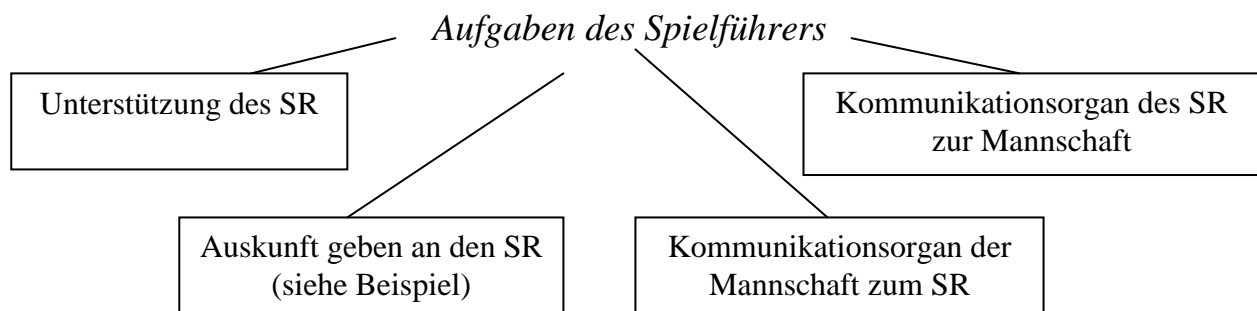 Aufgaben des Spielführers
Unterstützung des SR
Kommunikationsorgan des SR
zur Mannschaft
Auskunft geben an den SR
(siehe Beispiel)
Kommunikationsorgan der
Mannschaft zum SR